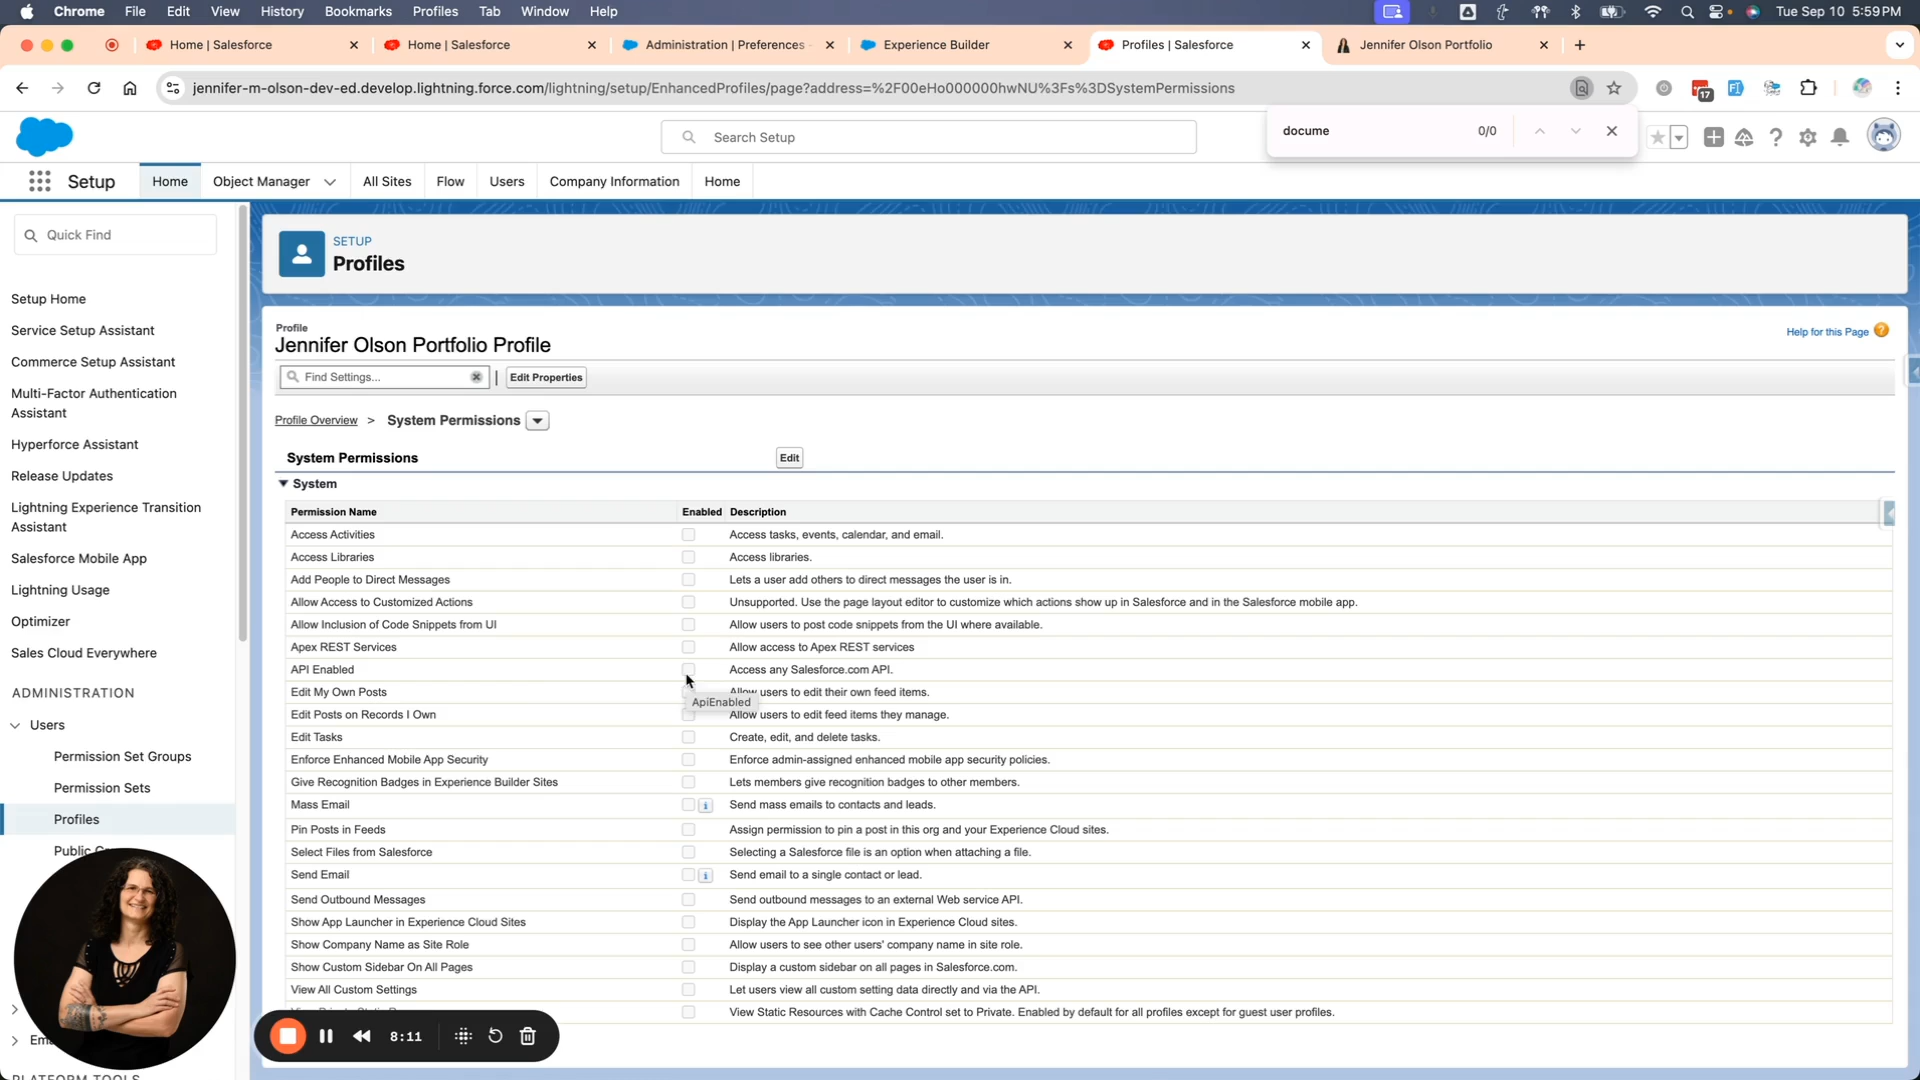 Chrome File Edit View History Bookmarks Profiles Tab Window Help Tue Sep 10 5:59 PM
Home | Salesforce Home | Salesforce Administration | Preferences Experience Builder Profiles | Salesforce Jennifer Olson Portfolio
jennifer-m-olson-dev-ed.develop.lightning.force.com/lightning/setup/EnhancedProfiles/page?address=%2F00eHo000000hwNU%3Fs%3DSystemPermissions
17
docume 0/0
Search Setup
Setup Home Object Manager All Sites Flow Users Company Information Home
Quick Find
Setup Home
Service Setup Assistant
Commerce Setup Assistant
Multi-Factor Authentication
Assistant
Hyperforce Assistant
Release Updates
Lightning Experience Transition
Assistant
Salesforce Mobile App
Lightning Usage
Optimizer
Sales Cloud Everywhere
ADMINISTRATION
Users
Permission Set Groups
Permission Sets
Profiles
Public
PLATFORM TOOLS
SETUP
Profiles
Profile
Jennifer Olson Portfolio Profile
Help for this Page
Find Settings... | Edit Properties
Profile Overview > System Permissions
System Permissions Edit
System
Permission Name Enabled Description
Access Activities Access tasks, events, calendar, and email.
Access Libraries Access libraries.
Add People to Direct Messages Lets a user add others to direct messages the user is in.
Allow Access to Customized Actions Unsupported. Use the page layout editor to customize which actions show up in Salesforce and in the Salesforce mobile app.
Allow Inclusion of Code Snippets from UI Allow users to post code snippets from the UI where available.
Apex REST Services Allow access to Apex REST services
API Enabled Access any Salesforce.com API.
Edit My Own Posts Allow users to edit their own feed items.
ApiEnabled
Edit Posts on Records I Own Allow users to edit feed items they manage.
Edit Tasks Create, edit, and delete tasks.
Enforce Enhanced Mobile App Security Enforce admin-assigned enhanced mobile app security policies.
Give Recognition Badges in Experience Builder Sites Lets members give recognition badges to other members.
Mass Email Send mass emails to contacts and leads.
Pin Posts in Feeds Assign permission to pin a post in this org and your Experience Cloud sites.
Select Files from Salesforce Selecting a Salesforce file is an option when attaching a file.
Send Email Send email to a single contact or lead.
Send Outbound Messages Send outbound messages to an external Web service API.
Show App Launcher in Experience Cloud Sites Display the App Launcher icon in Experience Cloud sites.
Show Company Name as Site Role Allow users to see other users' company name in site role.
Show Custom Sidebar On All Pages Display a custom sidebar on all pages in Salesforce.com.
View All Custom Settings Let users view all custom setting data directly and via the API.
View Static Resources with Cache Control set to Private. Enabled by default for all profiles except for guest user profiles.
8:11